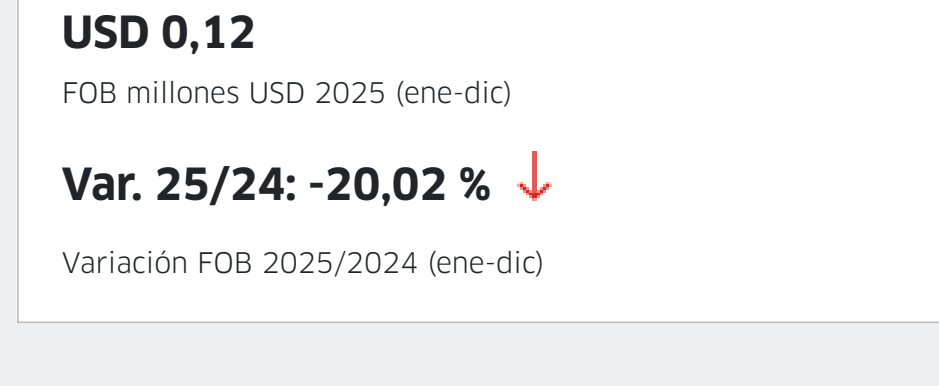 USD 0,12
FOB millones USD 2025 (ene-dic)
Var. 25/24: -20,02 %
Variación FOB 2025/2024 (ene-dic)